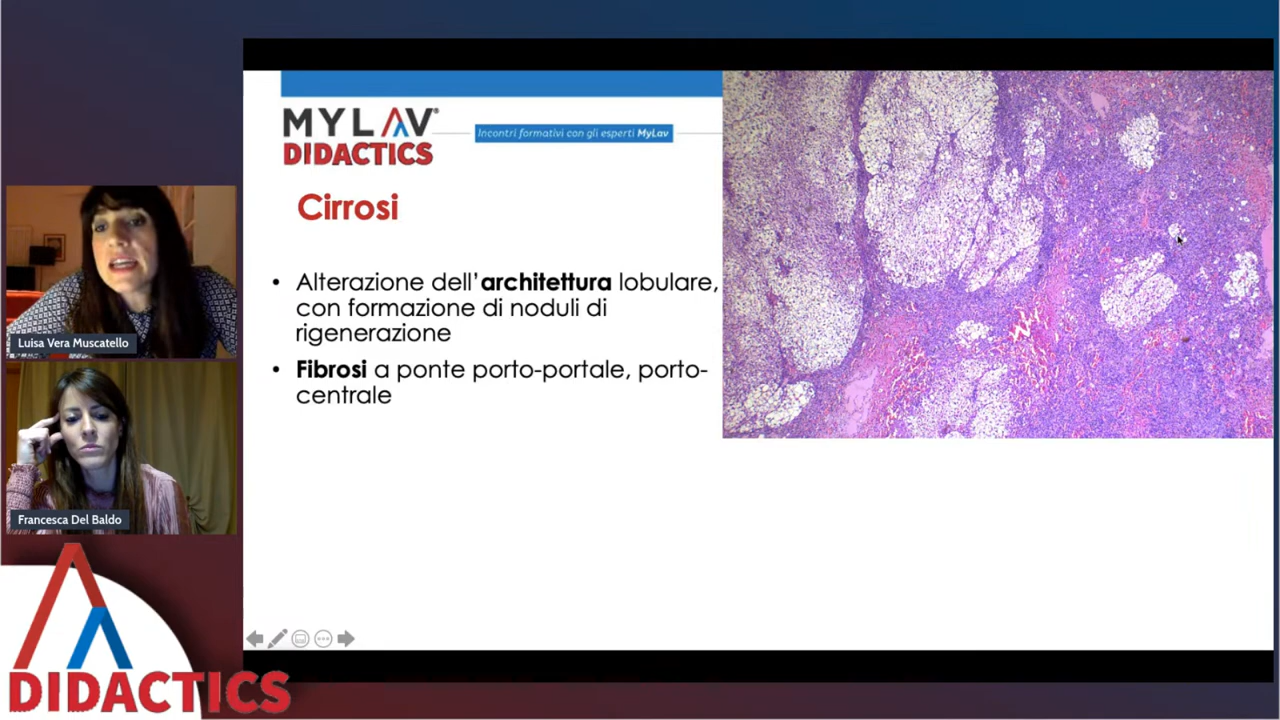 MYLAV®
DIDACTICS
Incontri formativi con gli esperti MyLav
Cirrosi
• Alterazione dell'architettura lobulare,
con formazione di noduli di
rigenerazione
• Fibrosi a ponte porto-portale, porto-
centrale
Luisa Vera Muscatello
Francesca Del Baldo
DIDACTICS